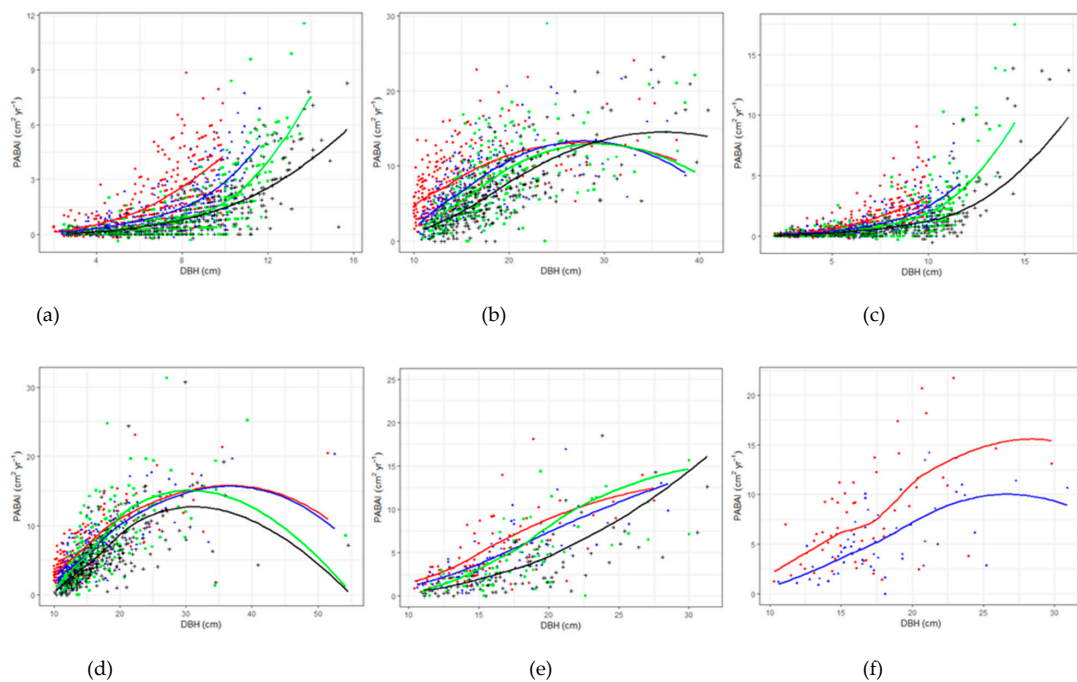 12
9
6
3
0
PABAI (cm² yr⁻¹)
4 8 12 16
DBH (cm)
(a)
30
20
10
0
PABAI (cm² yr⁻¹)
10 20 30 40
DBH (cm)
(b)
15
10
5
0
PABAI (cm² yr⁻¹)
5 10 15
DBH (cm)
(c)
30
20
10
0
PABAI (cm² yr⁻¹)
10 20 30 40 50
DBH (cm)
(d)
25
20
15
10
5
0
PABAI (cm² yr⁻¹)
10 15 20 25 30
DBH (cm)
(e)
20
15
10
5
0
PABAI (cm² yr⁻¹)
10 15 20 25 30
DBH (cm)
(f)